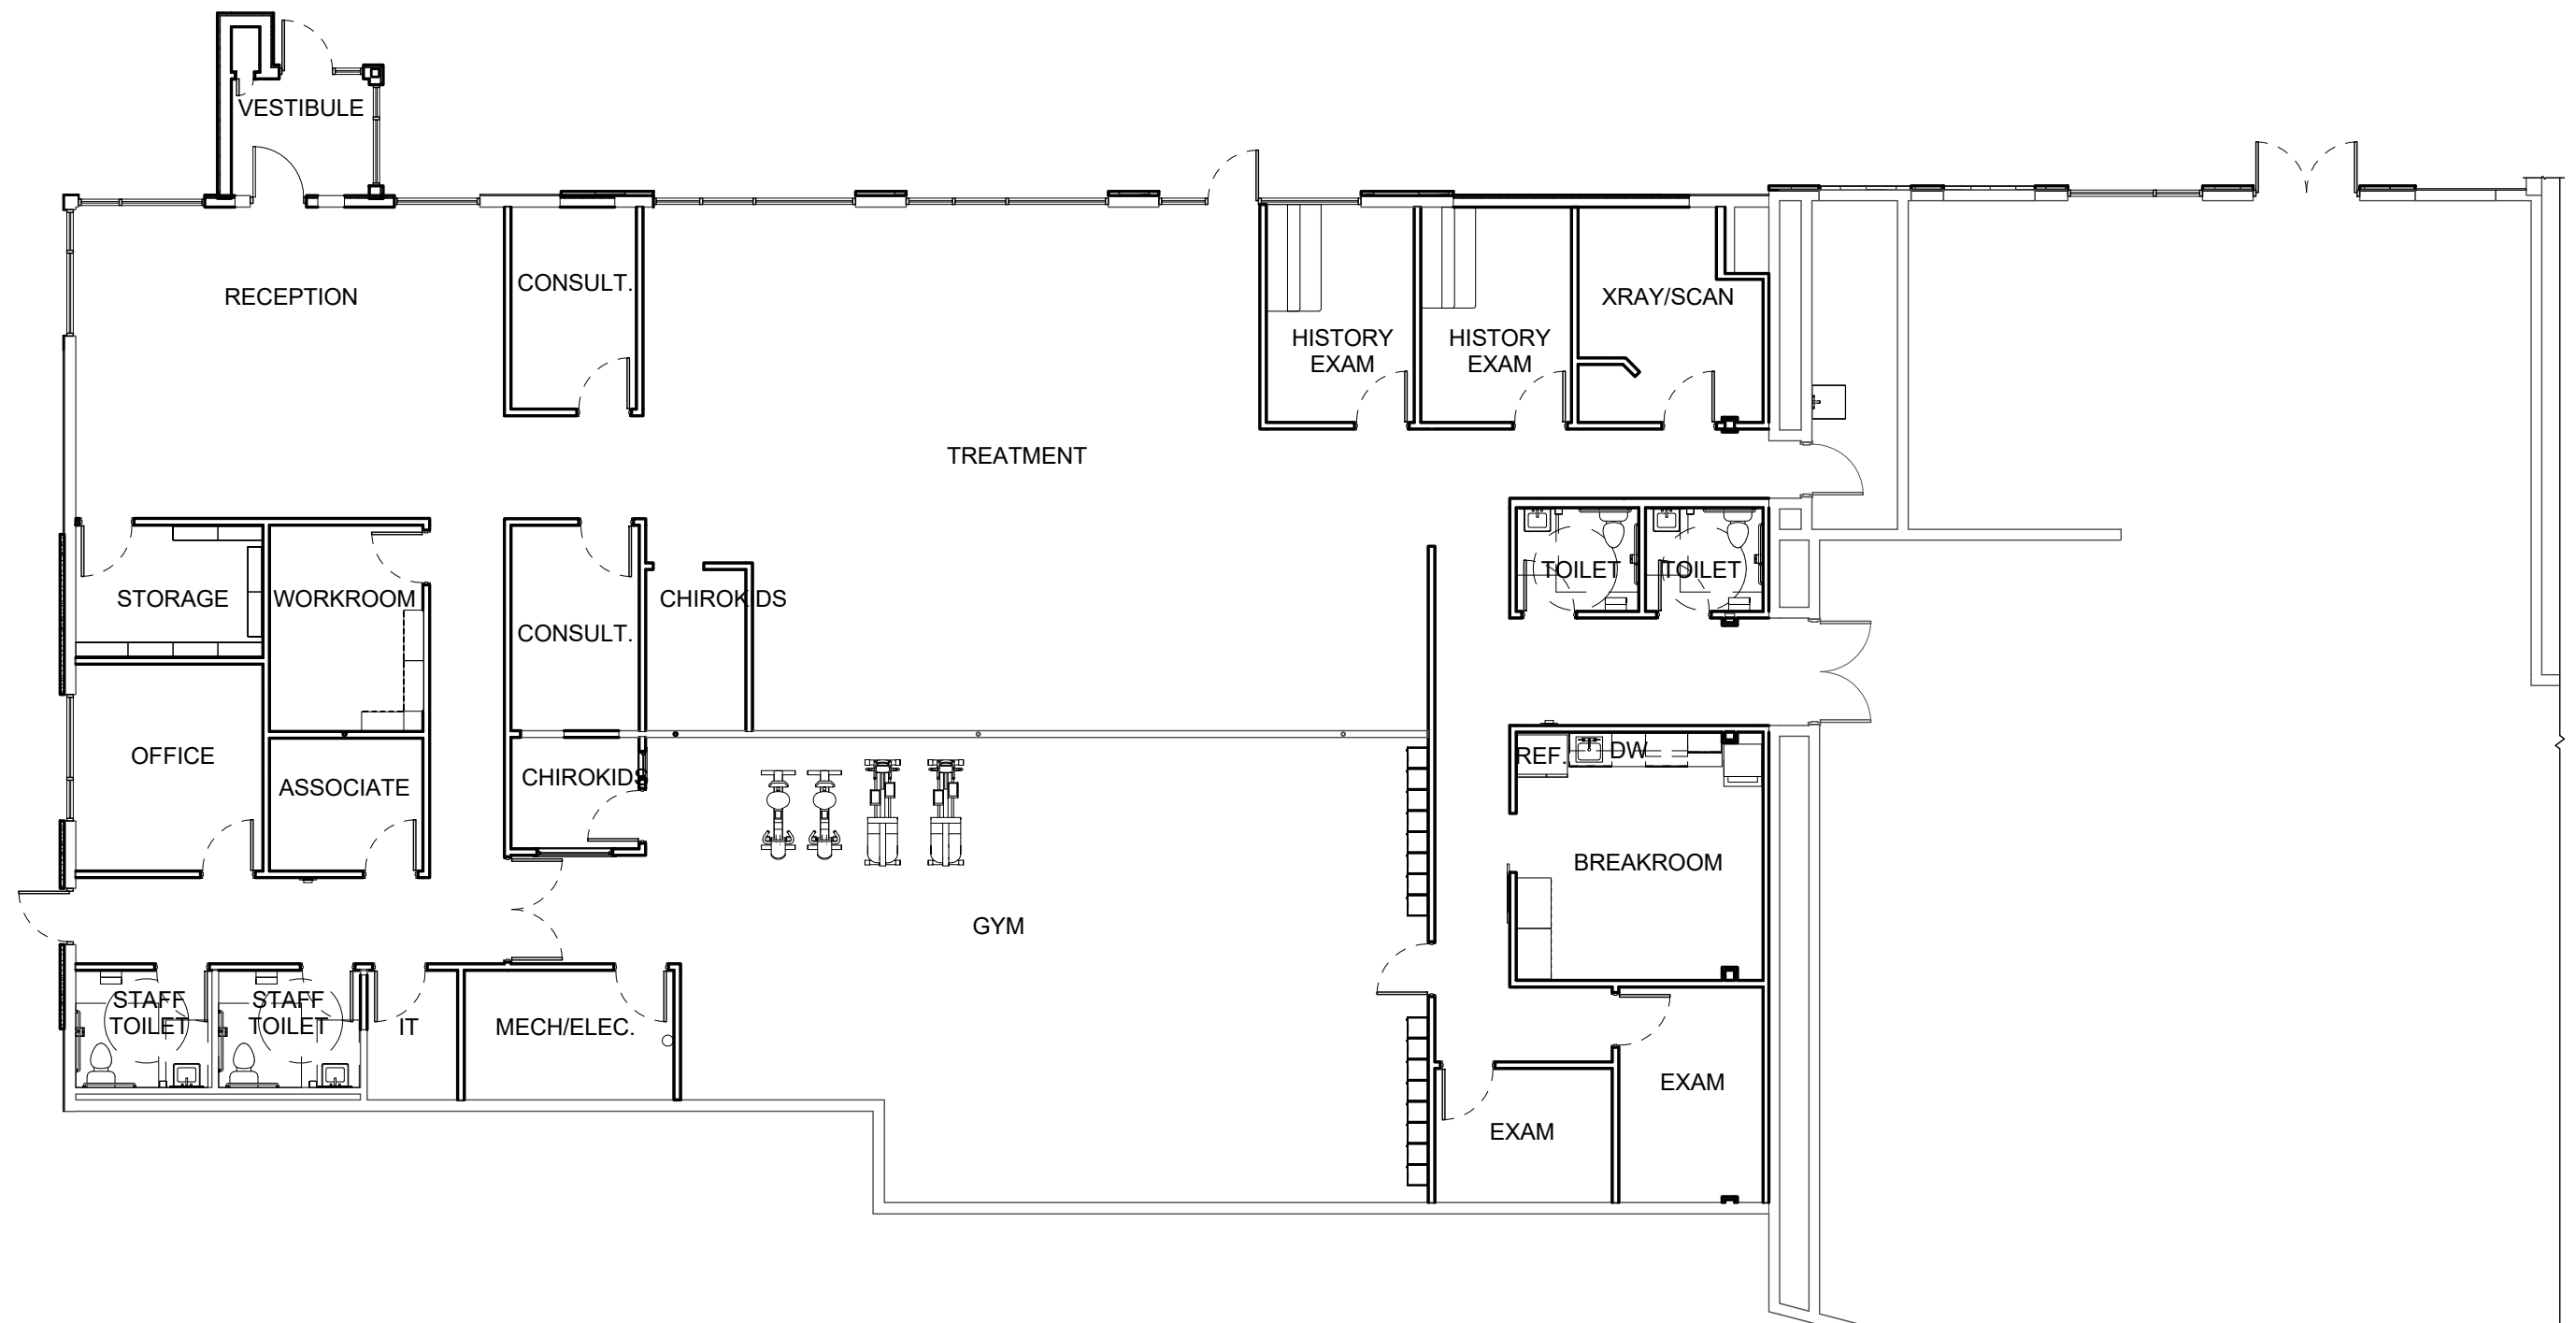 VESTIBULE
RECEPTION
CONSULT.
XRAY/SCAN
HISTORY
EXAM
HISTORY
EXAM
TREATMENT
TOILET
TOILET
STORAGE
WORKROOM
CHIROKIDS
CONSULT.
OFFICE
ASSOCIATE
CHIROKIDS
REF.
DW
BREAKROOM
GYM
STAFF
TOILET
STAFF
TOILET
IT
MECH/ELEC.
EXAM
EXAM